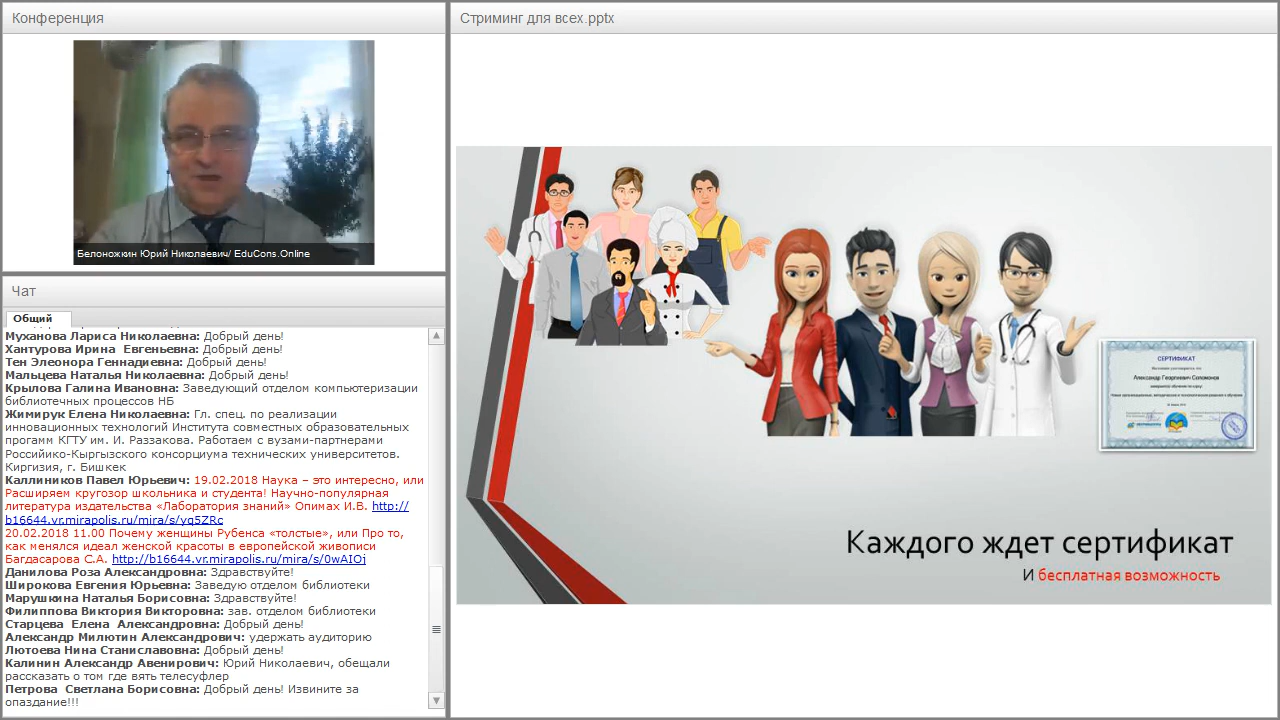 Конференция
Белоножкин Юрий Николаевич/ EduCons.Online
Чат
Общий
Муханова Лариса Николаевна: Добрый день!
Хантурова Ирина  Евгеньевна: Добрый день!
Тен Элеонора Геннадиевна: Добрый день!
Мальцева Наталья Николаевна: Добрый день!
Крылова Галина Ивановна: Заведующий отделом компьютеризации
библиотечных процессов НБ
Жимирук Елена Николаевна: Гл. спец. по реализации
инновационных технологий Института совместных образовательных
прогамм КГТУ им. И. Раззакова. Работаем с вузами-партнерами
Российико-Кыргызского консорциума технических университетов.
Киргизия, г. Бишкек
Каллиников Павел Юрьевич: 19.02.2018 Наука – это интересно, или
Расширяем кругозор школьника и студента! Научно-популярная
литература издательства «Лаборатория знаний» Опимах И.В. http://
b16644.vr.mirapolis.ru/mira/s/yq5ZRc
20.02.2018 11.00 Почему женщины Рубенса «толстые», или Про то,
как менялся идеал женской красоты в европейской живописи
Багдасарова С.А. http://b16644.vr.mirapolis.ru/mira/s/0wAIOj
Данилова Роза Александровна: Здравствуйте!
Широкова Евгения Юрьевна: Заведую отделом библиотеки
Марушкина Наталья Борисовна: Здравствуйте!
Филиппова Виктория Викторовна: зав. отделом библиотеки
Старцева  Елена  Александровна: Добрый день!
Александр Милютин Александрович: удержать аудиторию
Лютоева Нина Станиславовна: Добрый день!
Калинин Александр Авенирович: Юрий Николаевич, обещали
рассказать о том где вять телесуфлер
Петрова  Светлана Борисовна: Добрый день! Извините за
опаздание!!!
Стриминг для всех.pptx
СЕРТИФИКАТ
Александр Георгиевич Соломонов
Каждого ждет сертификат
И бесплатная возможность